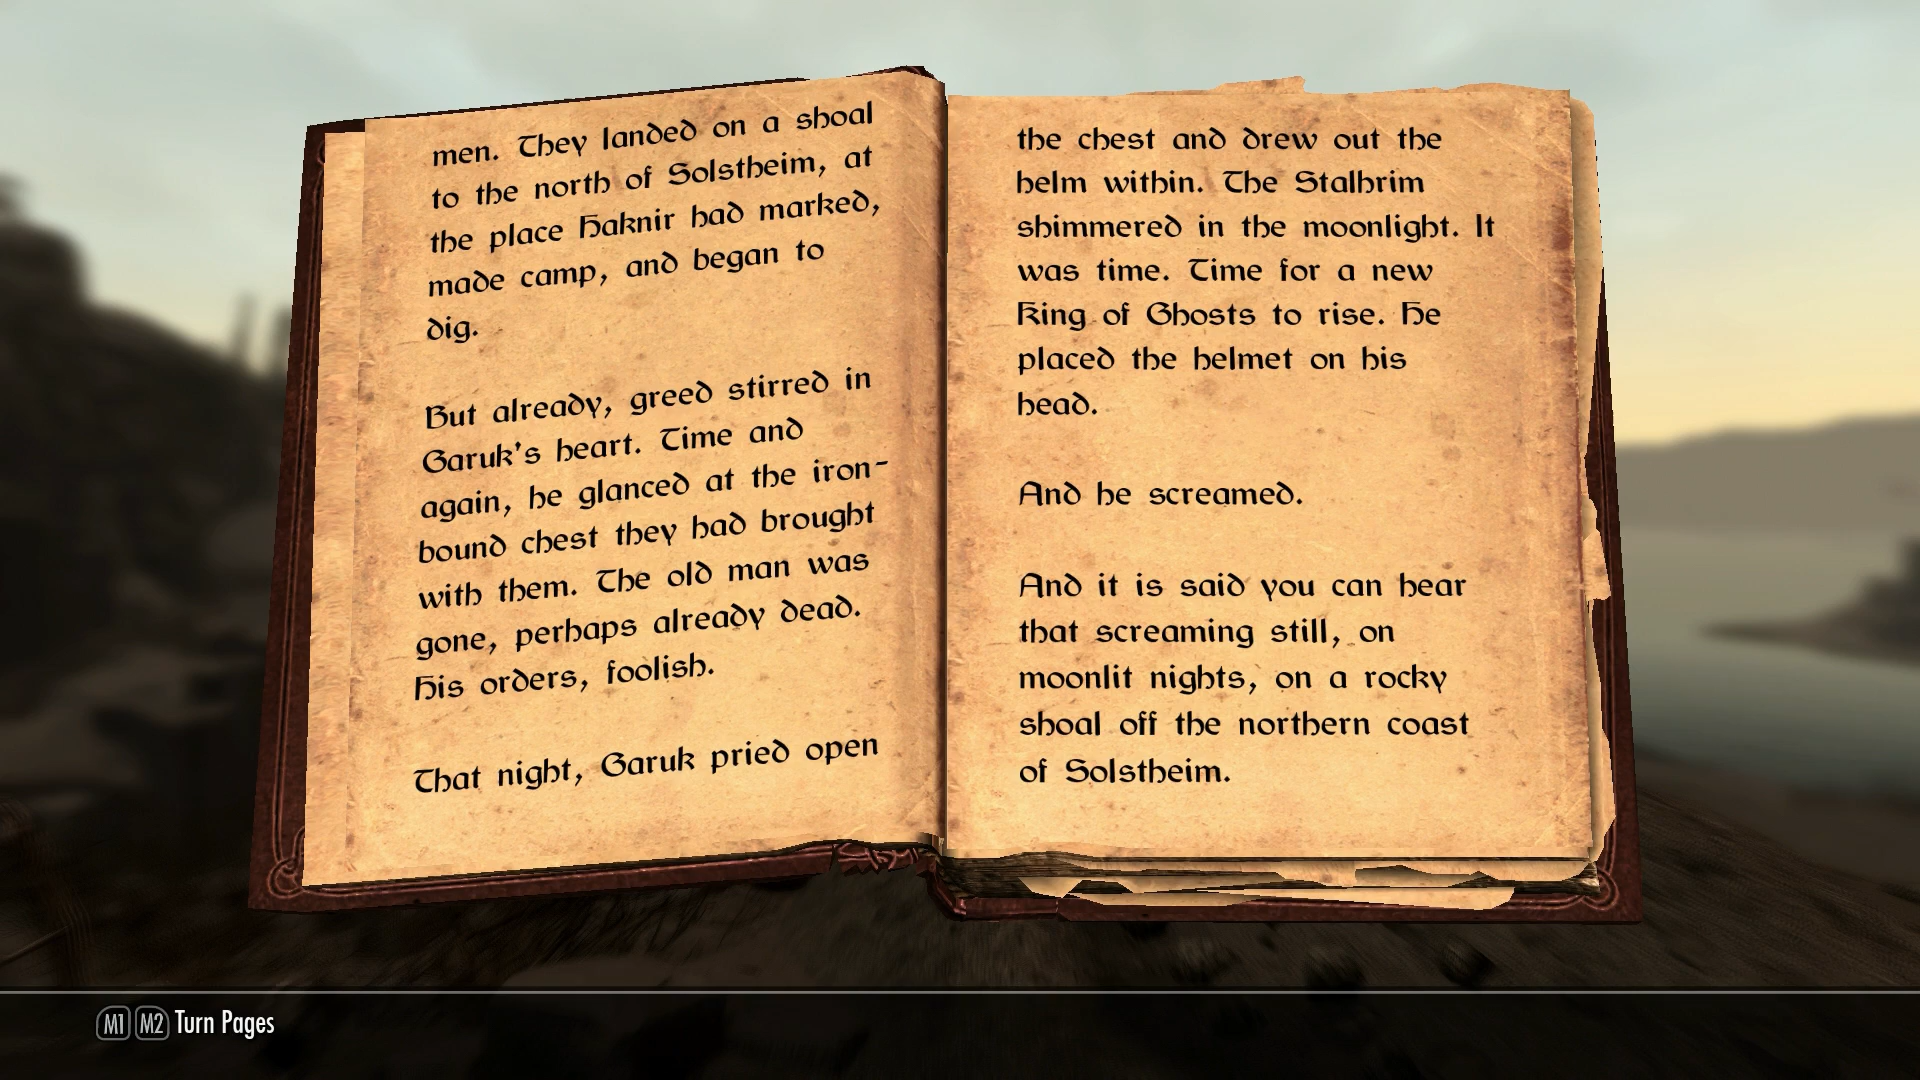 men. They landed on a shoal
to the north of Solstheim, at
the place Haknir had marked,
made camp, and began to
dig.
But already, greed stirred in
Garuk's heart. Time and
again, he glanced at the iron-
bound chest they had brought
with them. The old man was
gone, perhaps already dead.
His orders, foolish.
That night, Garuk pried open
the chest and drew out the
helm within. The Stalhrim
shimmered in the moonlight. It
was time. Time for a new
King of Ghosts to rise. He
placed the helmet on his
head.
And he screamed.
And it is said you can hear
that screaming still, on
moonlit nights, on a rocky
shoal off the northern coast
of Solstheim.
M1 M2 Turn Pages